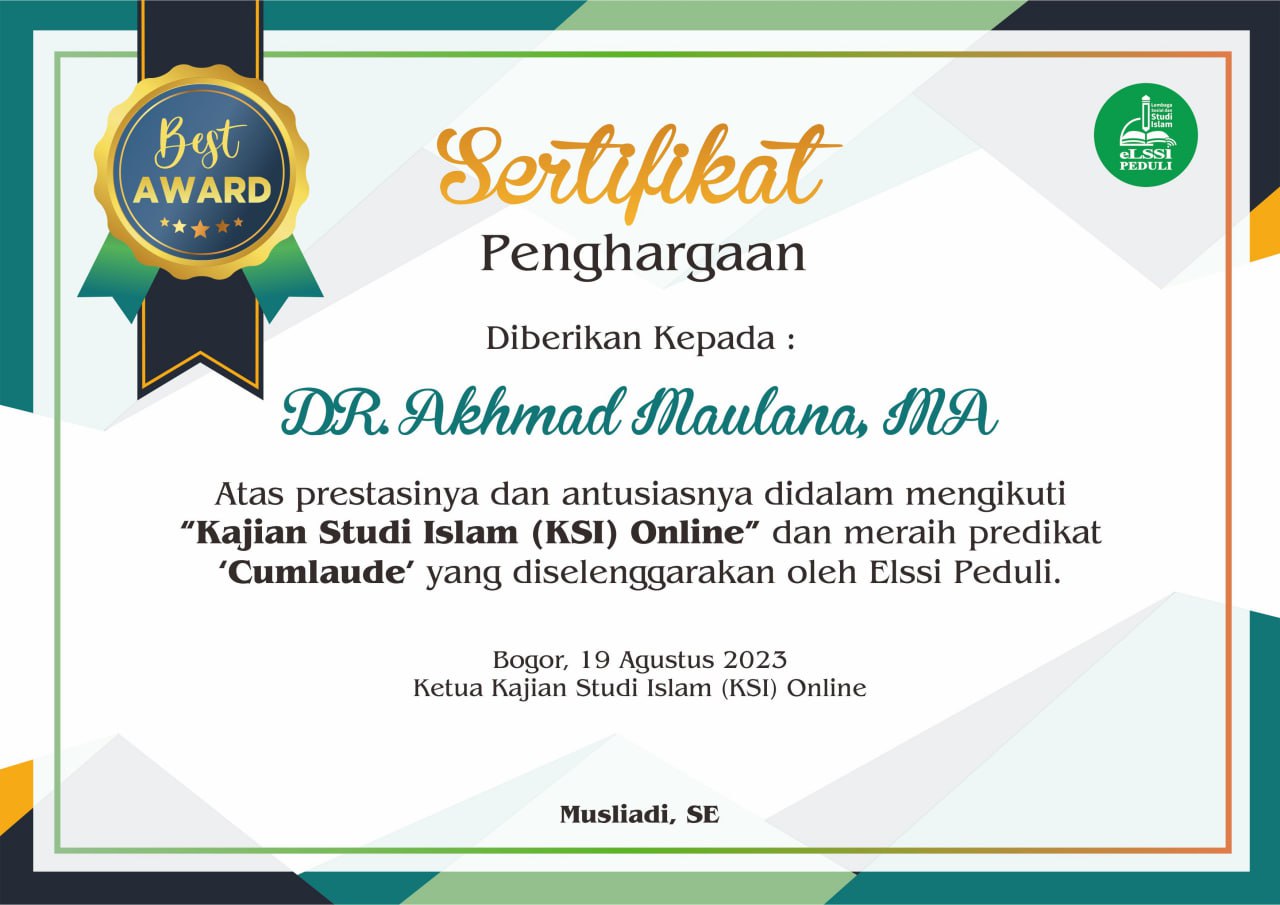 Best
AWARD
Lembaga
Sosial dan
Studi
Islam
eLSSI
PEDULI
Sertifikat
Penghargaan
Diberikan Kepada :
DR. Akhmad Maulana, MA
Atas prestasinya dan antusiasnya didalam mengikuti
“Kajian Studi Islam (KSI) Online” dan meraih predikat
‘Cumlaude’ yang diselenggarakan oleh Elssi Peduli.
Bogor, 19 Agustus 2023
Ketua Kajian Studi Islam (KSI) Online
Musliadi, SE